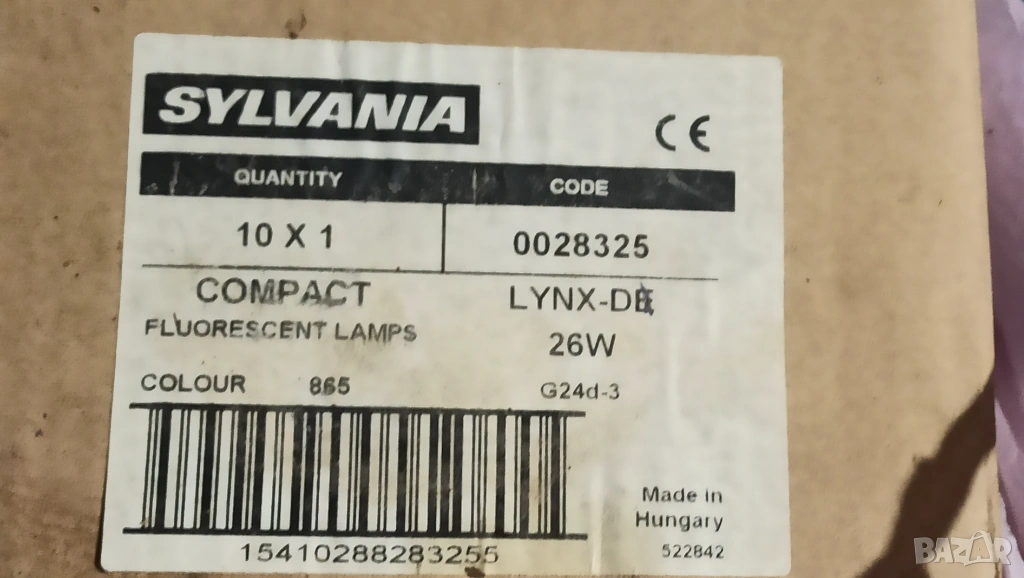 SYLVANIA
CE
QUANTITY CODE
10 X 1 0028325
COMPACT LYNX-DE
FLUORESCENT LAMPS 26W
COLOUR 865 G24d-3
Made in
Hungary
15410288283255 522842
BAZAR